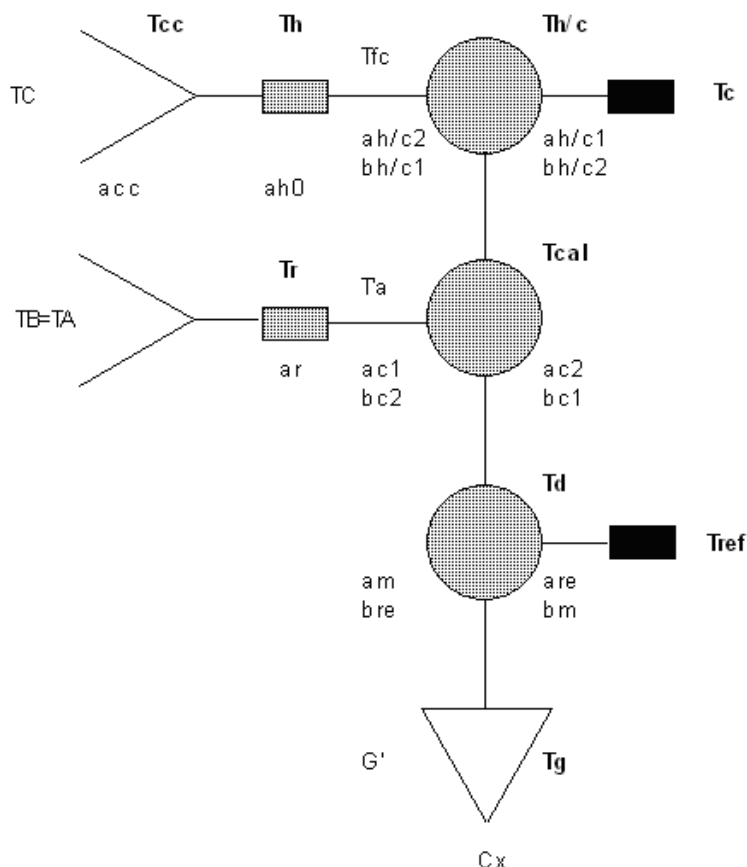 Tcc Th Th/c
Tfc
TC Tc
ah/c2 ah/c1
bh/c1 bh/c2
acc ah0
Tr Tcal
T'a
TB=TA
ar ac1 ac2
bc2 bc1
Td
Tref
am are
bre bm
G' Tg
Cx